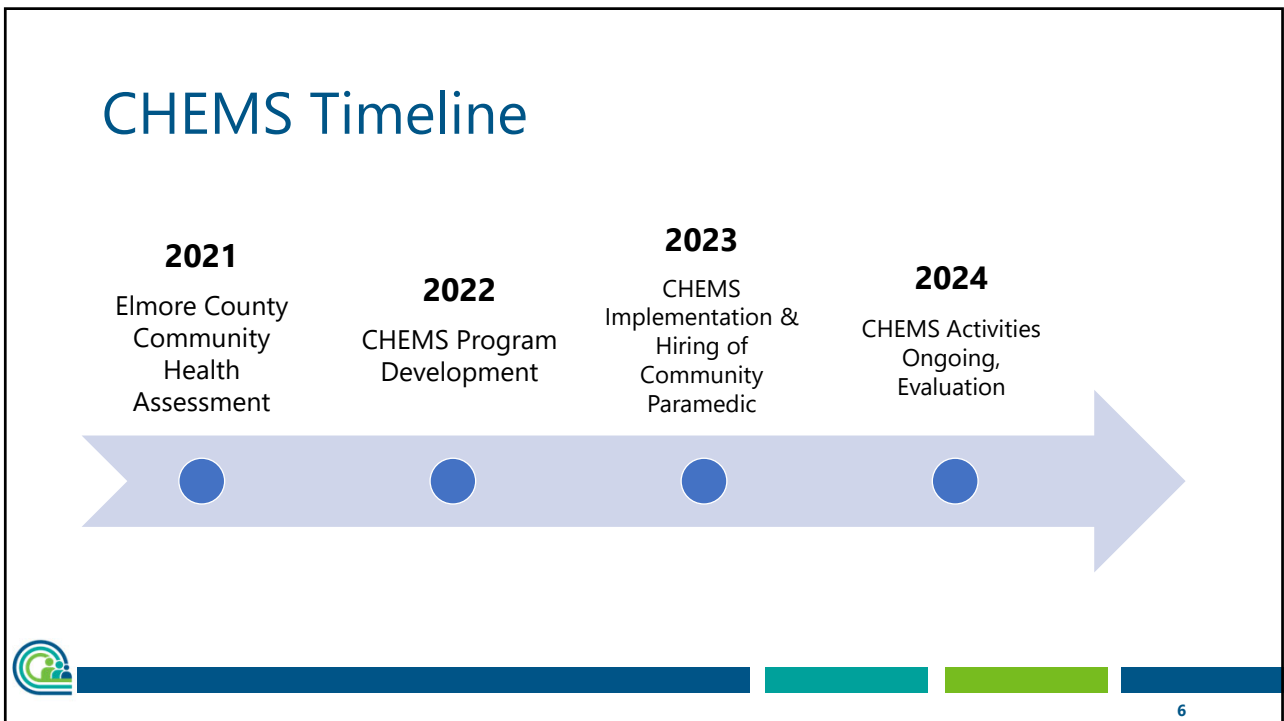 CHEMS Timeline
2021
Elmore County
Community
Health
Assessment
2022
CHEMS Program
Development
2023
CHEMS
Implementation &
Hiring of
Community
Paramedic
2024
CHEMS Activities
Ongoing,
Evaluation
6